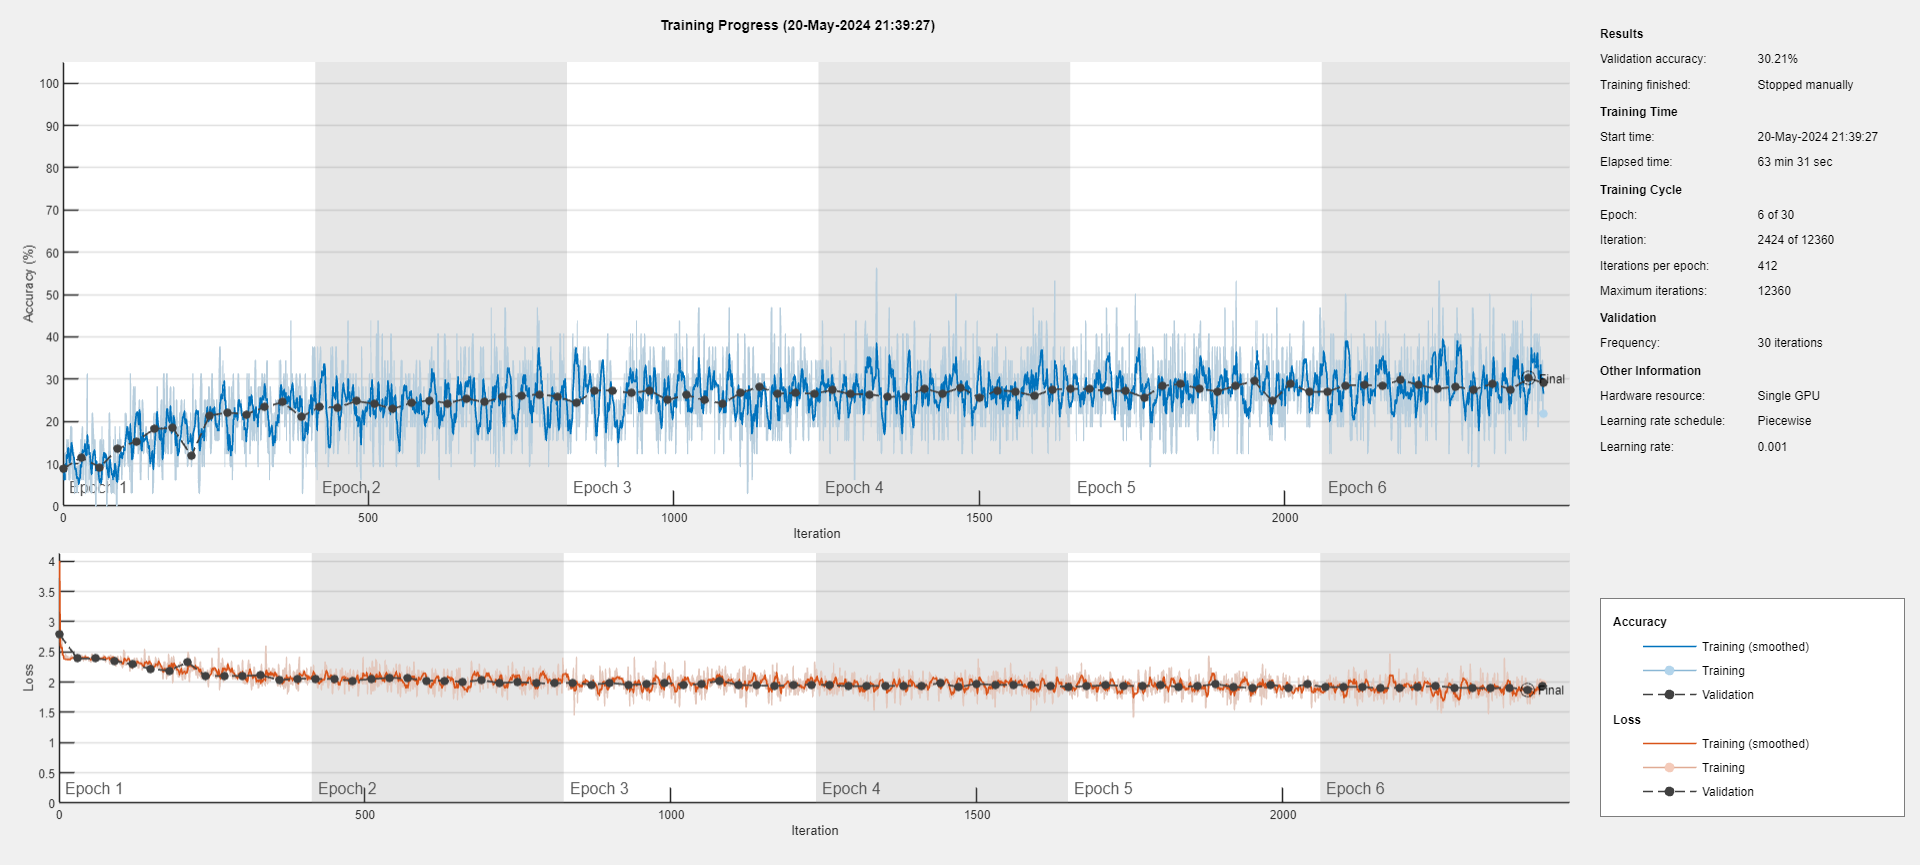 Training Progress (20-May-2024 21:39:27)
100
90
80
70
60
50
40
30
20
10
0
Accuracy (%)
Final
Epoch 1
Epoch 2
Epoch 3
Epoch 4
Epoch 5
Epoch 6
0
500
1000
1500
2000
Iteration
4
3.5
3
2.5
2
1.5
1
0.5
0
Loss
Final
Epoch 1
Epoch 2
Epoch 3
Epoch 4
Epoch 5
Epoch 6
0
500
1000
1500
2000
Iteration
Results
Validation accuracy: 30.21%
Training finished: Stopped manually
Training Time
Start time: 20-May-2024 21:39:27
Elapsed time: 63 min 31 sec
Training Cycle
Epoch: 6 of 30
Iteration: 2424 of 12360
Iterations per epoch: 412
Maximum iterations: 12360
Validation
Frequency: 30 iterations
Other Information
Hardware resource: Single GPU
Learning rate schedule: Piecewise
Learning rate: 0.001
Accuracy
Training (smoothed)
Training
Validation
Loss
Training (smoothed)
Training
Validation